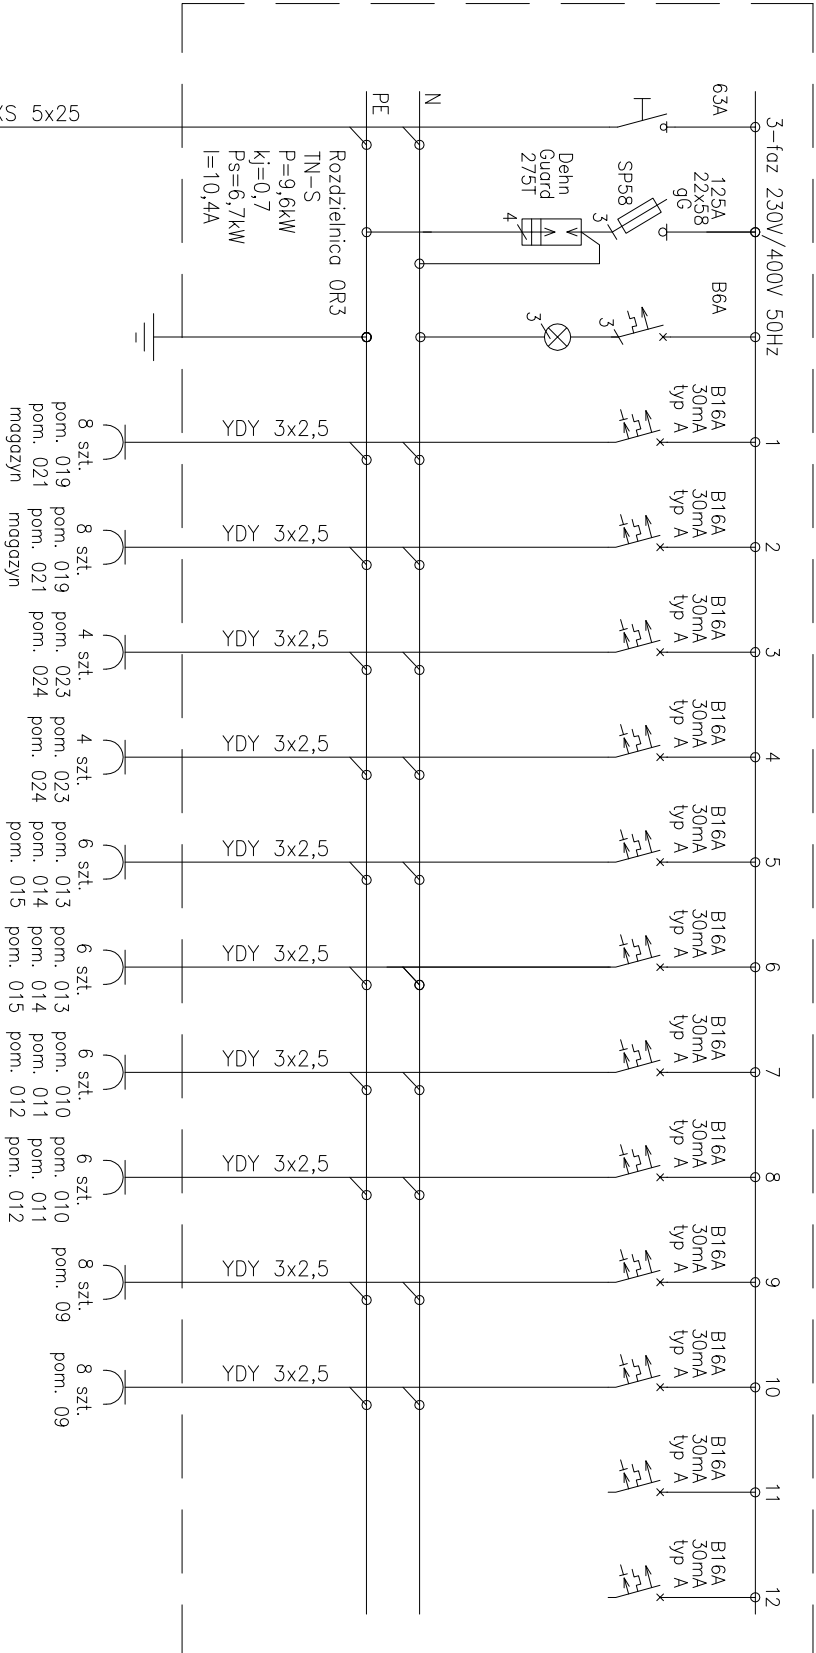 3-faz 230V/400V 50Hz
63A
125A
22x58
gG
SP58
Dehn
Guard
275T
3
4
B6A
3
3
N
PE
Rozdzielnica 0R3
TN-S
P=9,6kW
kj=0,7
Ps=6,7kW
I=10,4A
5x25
1
B16A
30mA
typ A
YDY 3x2,5
8 szt.
pom. 019
pom. 021
magazyn
2
B16A
30mA
typ A
YDY 3x2,5
8 szt.
pom. 019
pom. 021
magazyn
3
B16A
30mA
typ A
YDY 3x2,5
4 szt.
pom. 023
pom. 024
4
B16A
30mA
typ A
YDY 3x2,5
4 szt.
pom. 023
pom. 024
5
B16A
30mA
typ A
YDY 3x2,5
6 szt.
pom. 013
pom. 014
pom. 015
6
B16A
30mA
typ A
YDY 3x2,5
6 szt.
pom. 013
pom. 014
pom. 015
7
B16A
30mA
typ A
YDY 3x2,5
6 szt.
pom. 010
pom. 011
pom. 012
8
B16A
30mA
typ A
YDY 3x2,5
6 szt.
pom. 010
pom. 011
pom. 012
9
B16A
30mA
typ A
YDY 3x2,5
8 szt.
pom. 09
10
B16A
30mA
typ A
YDY 3x2,5
8 szt.
pom. 09
11
B16A
30mA
typ A
12
B16A
30mA
typ A